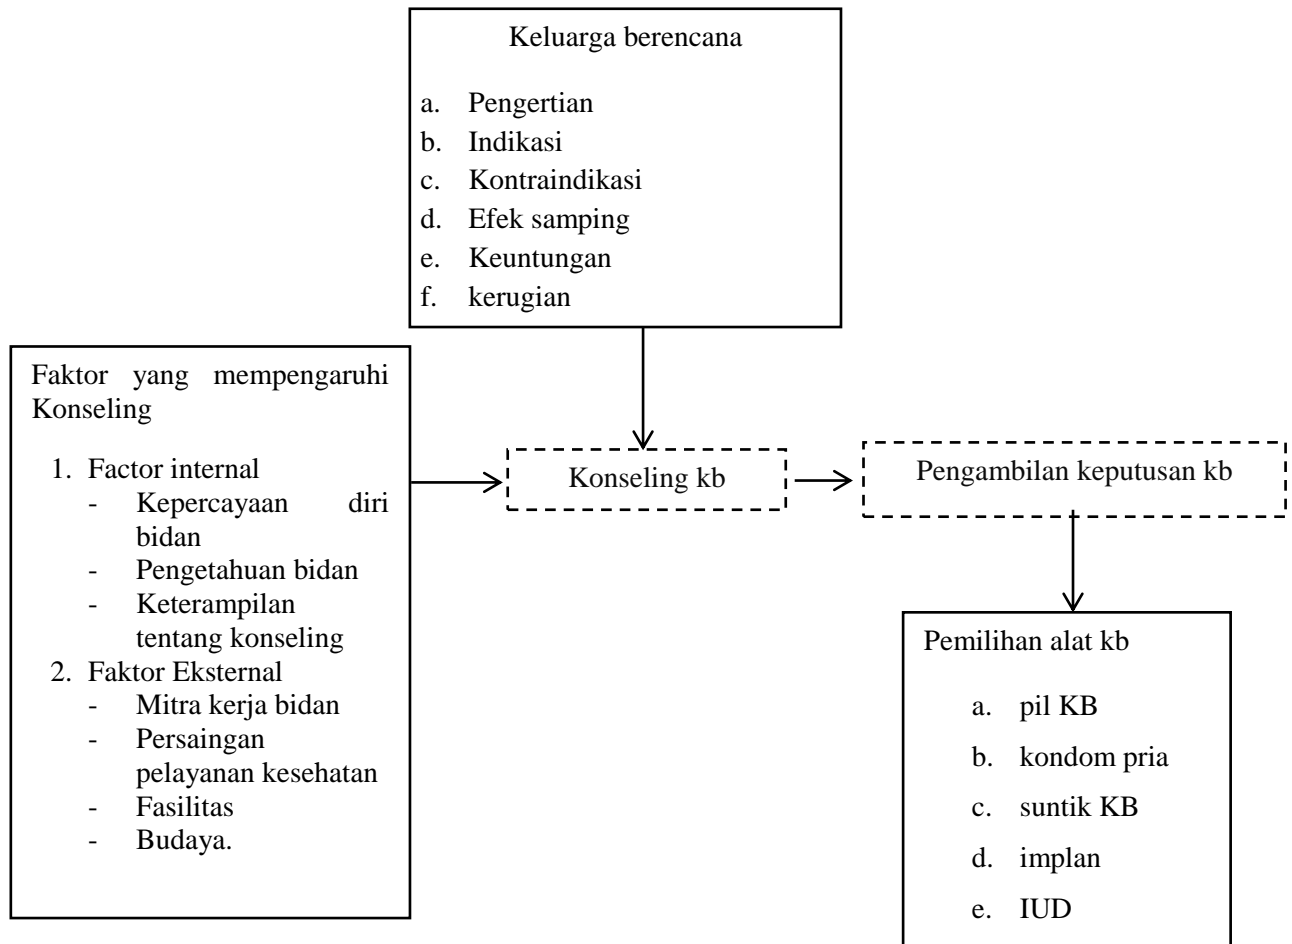 Keluarga berencana
a. Pengertian
b. Indikasi
c. Kontraindikasi
d. Efek samping
e. Keuntungan
f. kerugian
Faktor yang mempengaruhi
Konseling
1. Factor internal
- Kepercayaan diri
bidan
- Pengetahuan bidan
- Keterampilan
tentang konseling
2. Faktor Eksternal
- Mitra kerja bidan
- Persaingan
pelayanan kesehatan
- Fasilitas
- Budaya.
Konseling kb
Pengambilan keputusan kb
Pemilihan alat kb
a. pil KB
b. kondom pria
c. suntik KB
d. implan
e. IUD